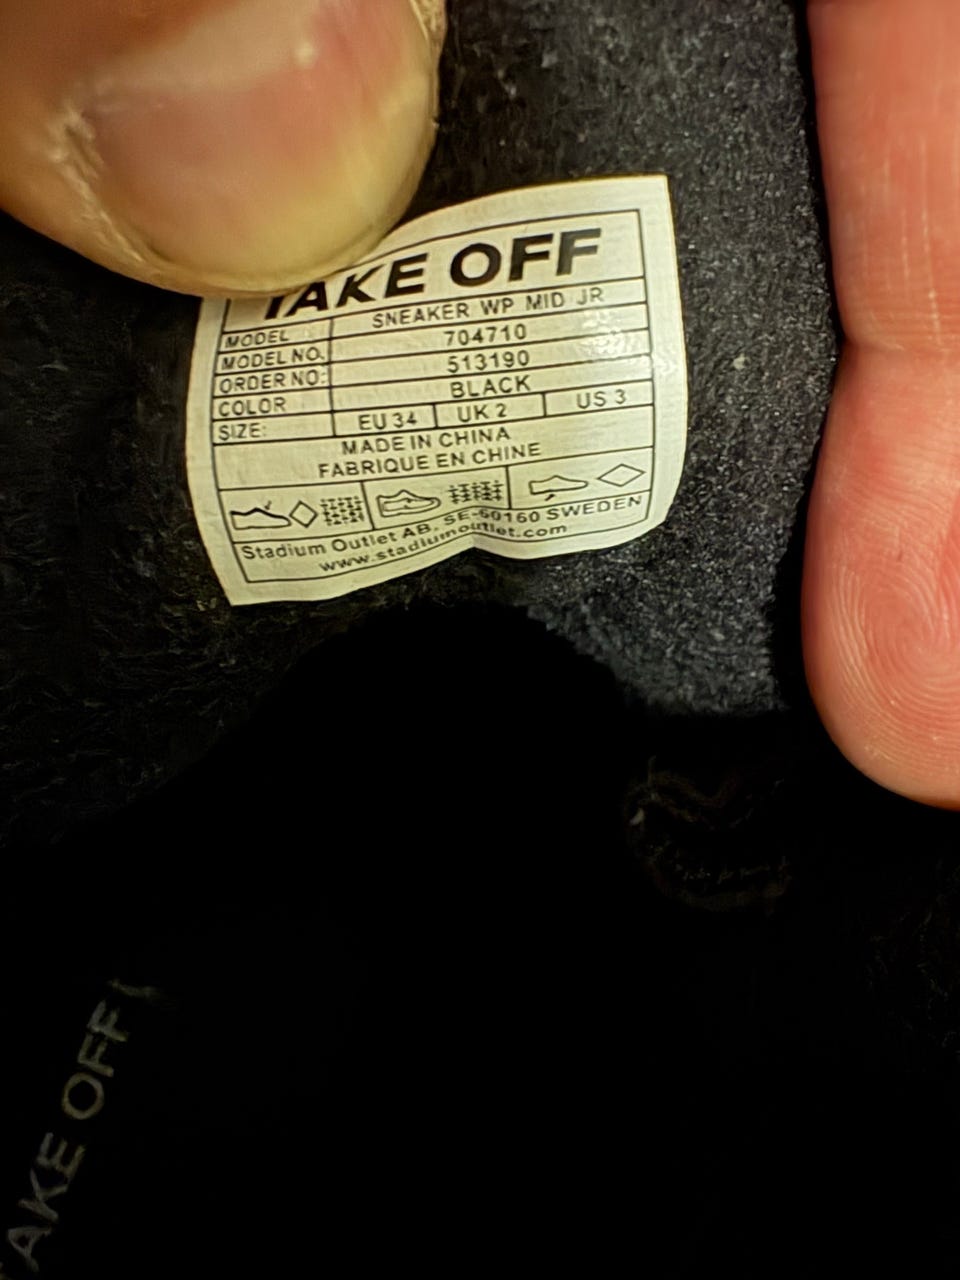 TAKE OFF
MODEL SNEAKER WP MID JR
MODEL NO. 704710
ORDER NO: 513190
COLOR BLACK
SIZE: EU 34 UK 2 US 3
MADE IN CHINA
FABRIQUE EN CHINE
Stadium Outlet AB, SE-60160 SWEDEN
www.stadiumoutlet.com
TAKE OFF